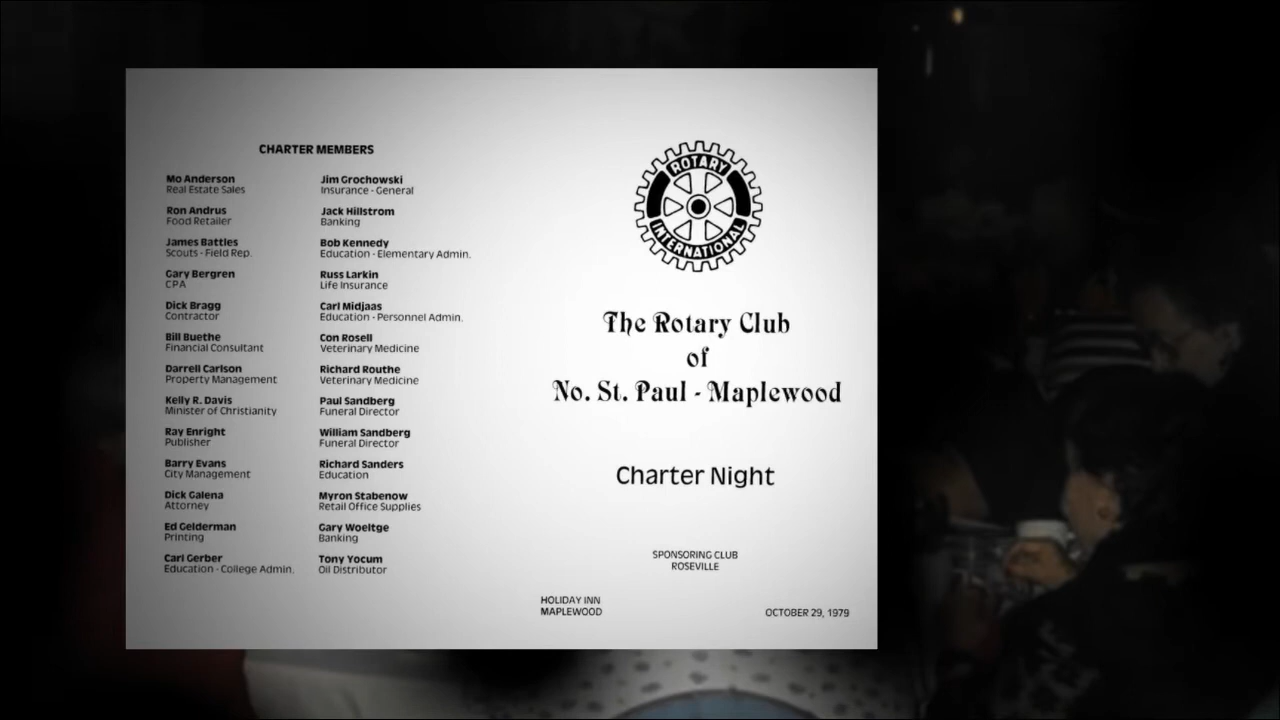 CHARTER MEMBERS
Mo Anderson
Real Estate Sales
Ron Andrus
Food Retailer
James Battles
Scouts - Field Rep.
Gary Bergren
CPA
Dick Bragg
Contractor
Bill Buethe
Financial Consultant
Darrell Carlson
Property Management
Kelly R. Davis
Minister of Christianity
Ray Enright
Publisher
Barry Evans
City Management
Dick Galena
Attorney
Ed Gelderman
Printing
Carl Gerber
Education - College Admin.
Jim Grochowski
Insurance - General
Jack Hillstrom
Banking
Bob Kennedy
Education - Elementary Admin.
Russ Larkin
Life Insurance
Carl Midjaas
Education - Personnel Admin.
Con Rosell
Veterinary Medicine
Richard Routhe
Veterinary Medicine
Paul Sandberg
Funeral Director
William Sandberg
Funeral Director
Richard Sanders
Education
Myron Stabenow
Retail Office Supplies
Gary Woeltge
Banking
Tony Yocum
Oil Distributor
ROTARY
INTERNATIONAL
The Rotary Club
of
No. St. Paul - Maplewood
Charter Night
SPONSORING CLUB
ROSEVILLE
HOLIDAY INN
MAPLEWOOD
OCTOBER 29, 1979